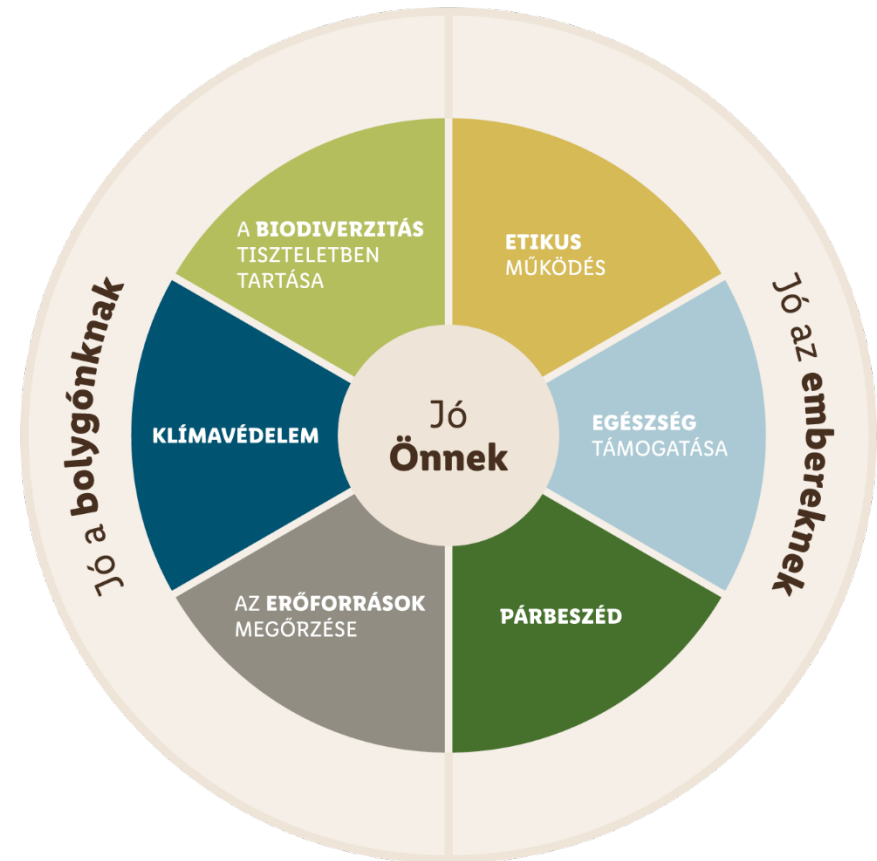 A BIODIVERZITÁS
TISZTELETBEN
TARTÁSA
ETIKUS
MŰKÖDÉS
Jó a bolygónknak
KLÍMAVÉDELEM
Jó
Önnek
EGÉSZSÉG
TÁMOGATÁSA
Jó az embereknek
AZ ERŐFORRÁSOK
MEGŐRZÉSE
PÁRBESZÉD